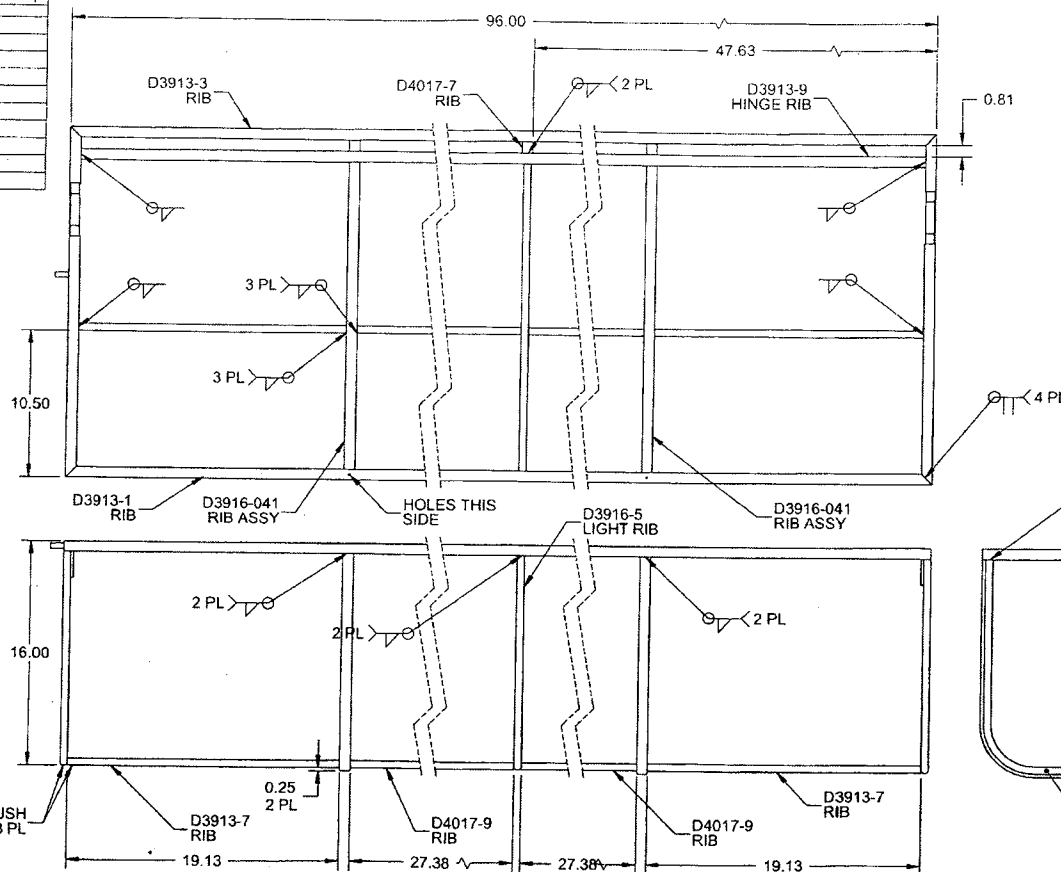 96.00
47.63
D3913-3
RIB
D4017-7
RIB
2 PL
D3913-9
HINGE RIB
0.81
3 PL
3 PL
10.50
4 PL
D3913-1
RIB
D3916-041
RIB ASSY
HOLES THIS
SIDE
D3916-5
LIGHT RIB
D3916-041
RIB ASSY
2 PL
2 PL
2 PL
16.00
0.25
2 PL
D3913-7
RIB
D4017-9
RIB
D4017-9
RIB
D3913-7
RIB
19.13
27.38
27.38
19.13